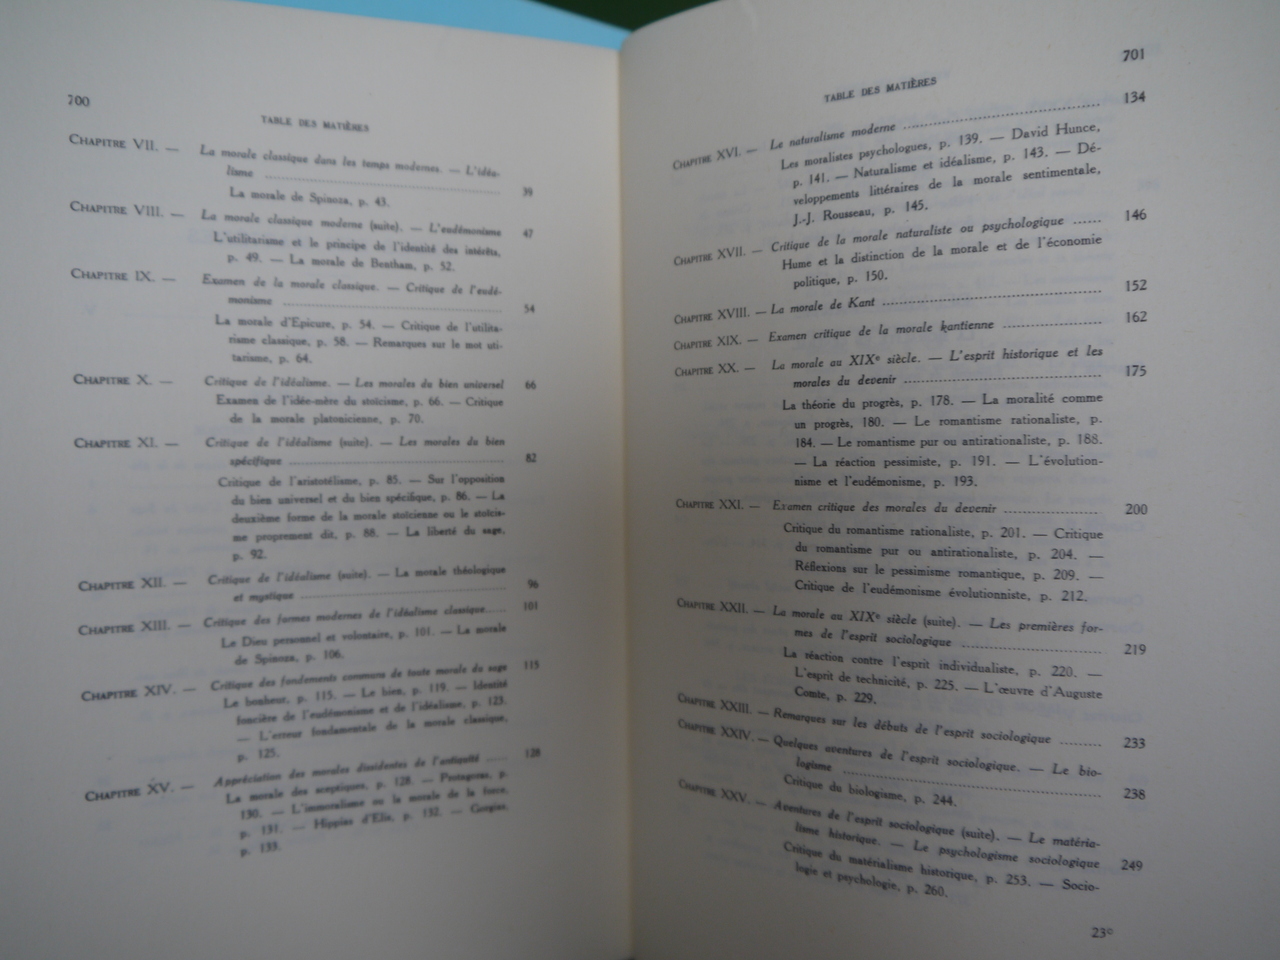 700
TABLE DES MATIÈRES
CHAPITRE VII. — La morale classique dans les temps modernes. — L'idéa-
lisme 39
La morale de Spinoza, p. 43.
CHAPITRE VIII. — La morale classique moderne (suite). — L'eudémonisme 47
L'utilitarisme et le principe de l'identité des intérêts,
p. 49. — La morale de Bentham, p. 52.
CHAPITRE IX. — Examen de la morale classique. — Critique de l'eudé-
monisme 54
La morale d'Epicure, p. 54. — Critique de l'utilita-
risme classique, p. 58. — Remarques sur le mot uti-
tarisme, p. 64.
CHAPITRE X. — Critique de l'idéalisme. — Les morales du bien universel 66
Examen de l'idée-mère du stoïcisme, p. 66. — Critique
de la morale platonicienne, p. 70.
CHAPITRE XI. — Critique de l'idéalisme (suite). — Les morales du bien
spécifique 82
Critique de l'aristotélisme, p. 85. — Sur l'opposition
du bien universel et du bien spécifique, p. 86. — La
deuxième forme de la morale stoïcienne ou le stoïcis-
me proprement dit, p. 88. — La liberté du sage,
p. 92.
CHAPITRE XII. — Critique de l'idéalisme (suite). — La morale théologique
et mystique 96
CHAPITRE XIII. — Critique des formes modernes de l'idéalisme classique...... 101
Le Dieu personnel et volontaire, p. 101. — La morale
de Spinoza, p. 106.
CHAPITRE XIV. — Critique des fondements communs de toute morale du sage 115
Le bonheur, p. 115. — Le bien, p. 119. — Identité
foncière de l'eudémonisme et de l'idéalisme, p. 123.
— L'erreur fondamentale de la morale classique,
p. 125.
CHAPITRE XV. — Appréciation des morales dissidentes de l'antiquité ...... 128
La morale des sceptiques, p. 128. — Protagoras, p.
130. — L'immoralisme ou la morale de la force,
p. 131. — Hippias d'Elis, p. 132. — Gorgias,
p. 133.
701
TABLE DES MATIÈRES
CHAPITRE XVI. — Le naturalisme moderne 134
Les moralistes psychologues, p. 139. — David Hunce,
p. 141. — Naturalisme et idéalisme, p. 143. — Dé-
veloppements littéraires de la morale sentimentale,
J.-J. Rousseau, p. 145.
CHAPITRE XVII. — Critique de la morale naturaliste ou psychologique ...... 146
Hume et la distinction de la morale et de l'économie
politique, p. 150.
CHAPITRE XVIII. — La morale de Kant 152
CHAPITRE XIX. — Examen critique de la morale kantienne 162
CHAPITRE XX. — La morale au XIXe siècle. — L'esprit historique et les
morales du devenir 175
La théorie du progrès, p. 178. — La moralité comme
un progrès, 180. — Le romantisme rationaliste, p.
184. — Le romantisme pur ou antirationaliste, p. 188.
— La réaction pessimiste, p. 191. — L'évolution-
nisme et l'eudémonisme, p. 193.
CHAPITRE XXI. — Examen critique des morales du devenir 200
Critique du romantisme rationaliste, p. 201. — Critique
du romantisme pur ou antirationaliste, p. 204. —
Réflexions sur le pessimisme romantique, p. 209. —
Critique de l'eudémonisme évolutionniste, p. 212.
CHAPITRE XXII. — La morale au XIXe siècle (suite). — Les premières for-
mes de l'esprit sociologique 219
La réaction contre l'esprit individualiste, p. 220. —
L'esprit de technicité, p. 225. — L'œuvre d'Auguste
Comte, p. 229.
CHAPITRE XXIII. — Remarques sur les débuts de l'esprit sociologique ......... 233
CHAPITRE XXIV. — Quelques aventures de l'esprit sociologique. — Le bio-
logisme 238
Critique du biologisme, p. 244.
CHAPITRE XXV. — Aventures de l'esprit sociologique (suite). — Le matéria-
lisme historique. — Le psychologisme sociologique 249
Critique du matérialisme historique, p. 253. — Socio-
logie et psychologie, p. 260.
23°